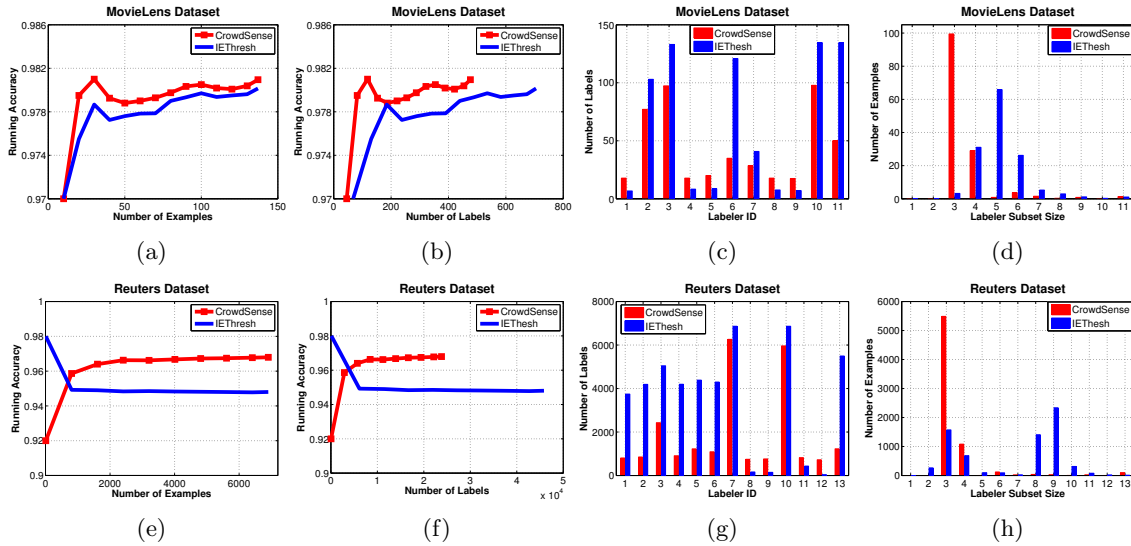 MovieLens Dataset
0.986
0.982
0.978
0.974
0.97
0 50 100 150
Running Accuracy
Number of Examples
CrowdSense
IEThresh
(a)
MovieLens Dataset
0.986
0.982
0.978
0.974
0.97
0 200 400 600 800
Running Accuracy
Number of Labels
CrowdSense
IEThresh
(b)
MovieLens Dataset
150
100
50
0
1 2 3 4 5 6 7 8 9 10 11
Number of Labels
Labeler ID
CrowdSense
IEThesh
(c)
MovieLens Dataset
100
80
60
40
20
0
1 2 3 4 5 6 7 8 9 10 11
Number of Examples
Labeler Subset Size
CrowdSense
IEThesh
(d)
Reuters Dataset
1
0.98
0.96
0.94
0.92
0.9
0 2000 4000 6000
Running Accuracy
Number of Examples
CrowdSense
IEThresh
(e)
Reuters Dataset
1
0.98
0.96
0.94
0.92
0.9
0 1 2 3 4 5
x 10⁴
Running Accuracy
Number of Labels
CrowdSense
IEThesh
(f)
Reuters Dataset
8000
6000
4000
2000
0
1 2 3 4 5 6 7 8 9 10 11 12 13
Number of Labels
Labeler ID
CrowdSense
IEThesh
(g)
Reuters Dataset
6000
5000
4000
3000
2000
1000
0
1 2 3 4 5 6 7 8 9 10 11 12 13
Number of Examples
Labeler Subset Size
CrowdSense
IEThesh
(h)